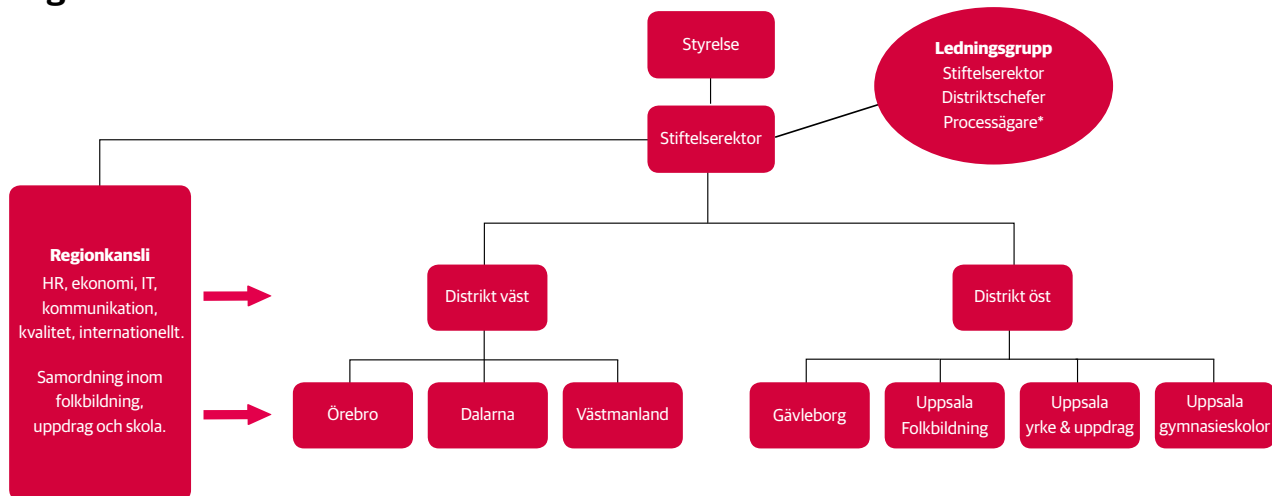 Styrelse
Ledningsgrupp
Stiftelserektor
Distriktschefer
Processägare*
Stiftelserektor
Regionkansli
HR, ekonomi, IT,
kommunikation,
kvalitet, internationellt.
Samordning inom
folkbildning,
uppdrag och skola.
Distrikt väst
Distrikt öst
Örebro
Dalarna
Västmanland
Gävleborg
Uppsala
Folkbildning
Uppsala
yrke & uppdrag
Uppsala
gymnasieskolor